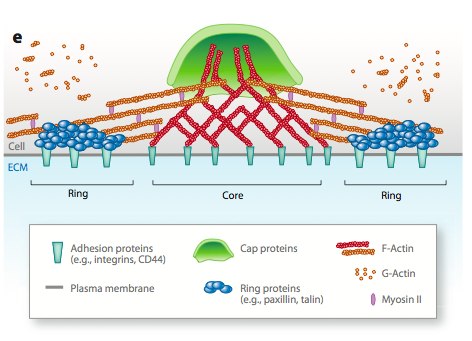 e
Cell
ECM
Ring
Core
Ring
Adhesion proteins
(e.g., integrins, CD44)
Cap proteins
F-Actin
G-Actin
Plasma membrane
Ring proteins
(e.g., paxillin, talin)
Myosin II